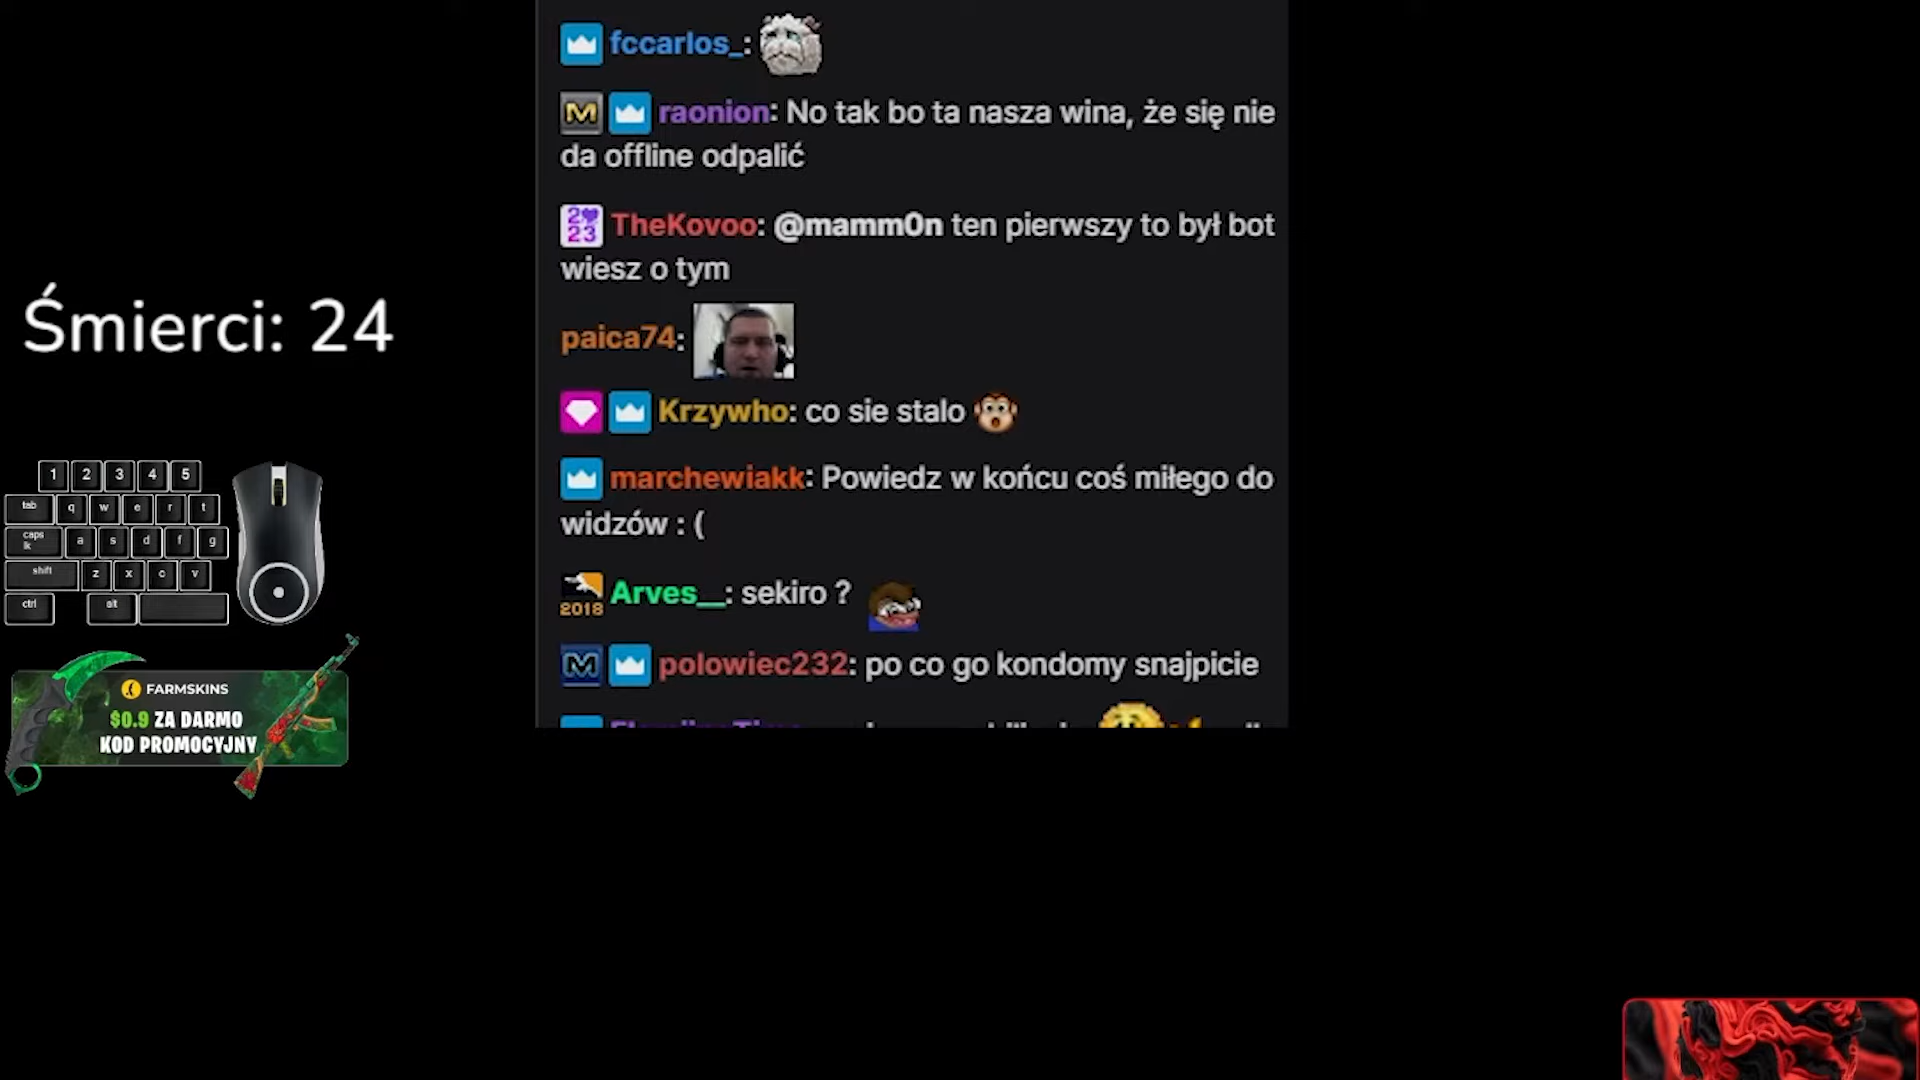 fccarlos_:
raonion: No tak bo ta nasza wina, że się nie
da offline odpalić
TheKovoo: @mamm0n ten pierwszy to był bot
wiesz o tym
paica74:
Krzywho: co sie stalo
marchewiakk: Powiedz w końcu coś miłego do
widzów : (
2018 Arves__: sekiro ?
polowiec232: po co go kondomy snajpicie
Śmierci: 24
1 2 3 4 5
tab q w e r t
caps lk a s d f g
shift z x c v
ctrl alt
FARMSKINS
$0.9 ZA DARMO
KOD PROMOCYJNY